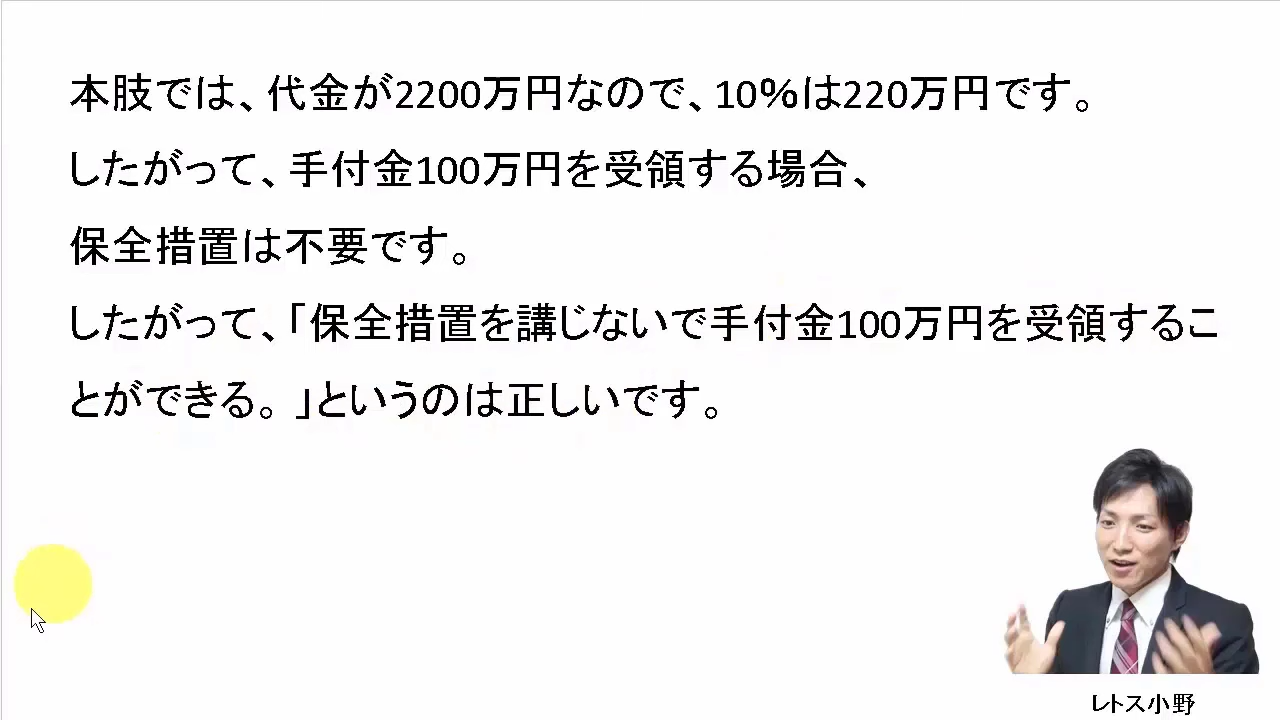 本肢では、代金が2200万円なので、10%は220万円です。
したがって、手付金100万円を受領する場合、
保全措置は不要です。
したがって、「保全措置を講じないで手付金100万円を受領するこ
とができる。」というのは正しいです。
レトス小野